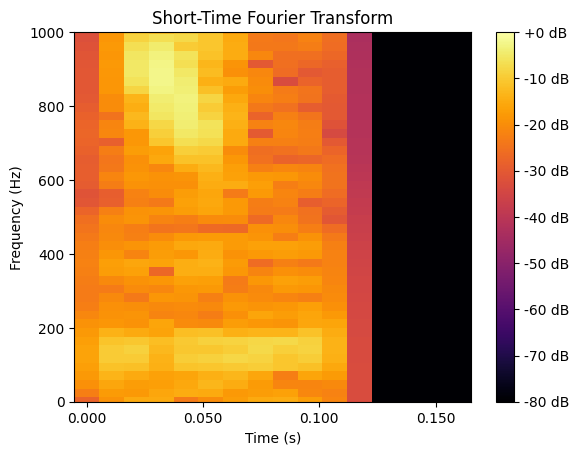 Short-Time Fourier Transform
Frequency (Hz)
1000
800
600
400
200
0
0.000
0.050
0.100
0.150
Time (s)
+0 dB
-10 dB
-20 dB
-30 dB
-40 dB
-50 dB
-60 dB
-70 dB
-80 dB